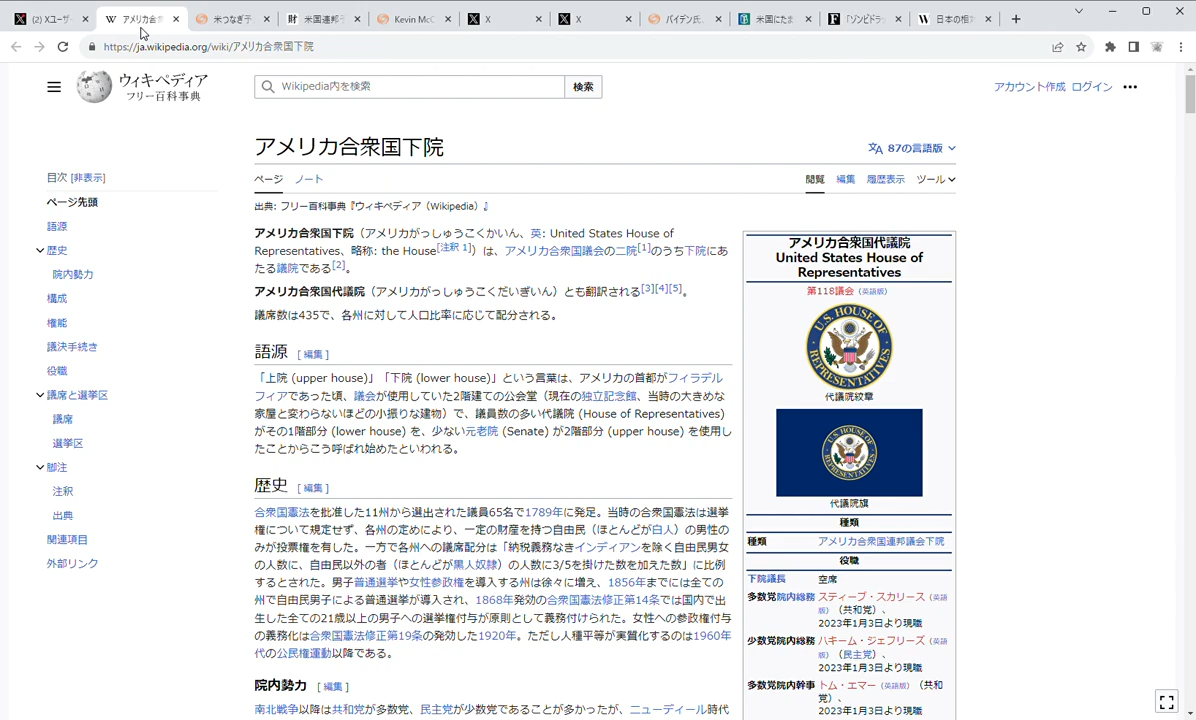 (2) Xユーザ
アメリカ合衆
米つなぎ子
米国連邦子
Kevin McC
X
X
バイデン氏、
米国にたま
「ゾンビドラッ
日本の相
https://ja.wikipedia.org/wiki/アメリカ合衆国下院
ウィキペディア
フリー百科事典
Wikipedia内を検索
検索
アカウント作成 ログイン
アメリカ合衆国下院
87の言語版
目次 [非表示]
ページ先頭
語源
歴史
院内勢力
構成
権能
議決手続き
役職
議席と選挙区
議席
選挙区
脚注
注釈
出典
関連項目
外部リンク
ページ ノート
閲覧 編集 履歴表示 ツール
出典: フリー百科事典『ウィキペディア（Wikipedia）』
アメリカ合衆国下院（アメリカがっしゅうこくかいん、英: United States House of
Representatives、略称: the House[注釈 1]）は、アメリカ合衆国議会の二院[1]のうち下院にあ
たる議院である[2]。
アメリカ合衆国代議院（アメリカがっしゅうこくだいぎいん）とも翻訳される[3][4][5]。
議席数は435で、各州に対して人口比率に応じて配分される。
語源 [編集]
「上院 (upper house)」「下院 (lower house)」という言葉は、アメリカの首都がフィラデル
フィアであった頃、議会が使用していた2階建ての公会堂（現在の独立記念館、当時の大きめな
家屋と変わらないほどの小振りな建物）で、議員数の多い代議院 (House of Representatives)
がその1階部分 (lower house) を、少ない元老院 (Senate) が2階部分 (upper house) を使用し
たことからこう呼ばれ始めたといわれる。
歴史 [編集]
合衆国憲法を批准した11州から選出された議員65名で1789年に発足。当時の合衆国憲法は選挙
権について規定せず、各州の定めにより、一定の財産を持つ自由民（ほとんどが白人）の男性の
みが投票権を有した。一方で各州への議席配分は「納税義務なきインディアンを除く自由民男女
の人数に、自由民以外の者（ほとんどが黒人奴隷）の人数に3/5を掛けた数を加えた数」に比例
するとされた。男子普通選挙や女性参政権を導入する州は徐々に増え、1856年までには全ての
州で自由民男子による普通選挙が導入され、1868年発効の合衆国憲法修正第14条では国内で出
生した全ての21歳以上の男子への選挙権付与が原則として義務付けられた。女性への参政権付与
の義務化は合衆国憲法修正第19条の発効した1920年。ただし人種平等が実質化するのは1960年
代の公民権運動以降である。
院内勢力 [編集]
南北戦争以降は共和党が多数党、民主党が少数党であることが多かったが、ニューディール時代
アメリカ合衆国代議院
United States House of
Representatives
第118議会（英語版）
U.S. HOUSE OF
REPRESENTATIVES
代議院紋章
U.S. HOUSE OF
REPRESENTATIVES
代議院旗
種類
種類 アメリカ合衆国連邦議会下院
役職
下院議長 空席
多数党院内総務 スティーブ・スカリース（英語
版）（共和党）、
2023年1月3日より現職
少数党院内総務 ハキーム・ジェフリーズ（英語
版）（民主党）、
2023年1月3日より現職
多数党院内幹事 トム・エマー（英語版）（共和
党）、
2023年1月3日より現職